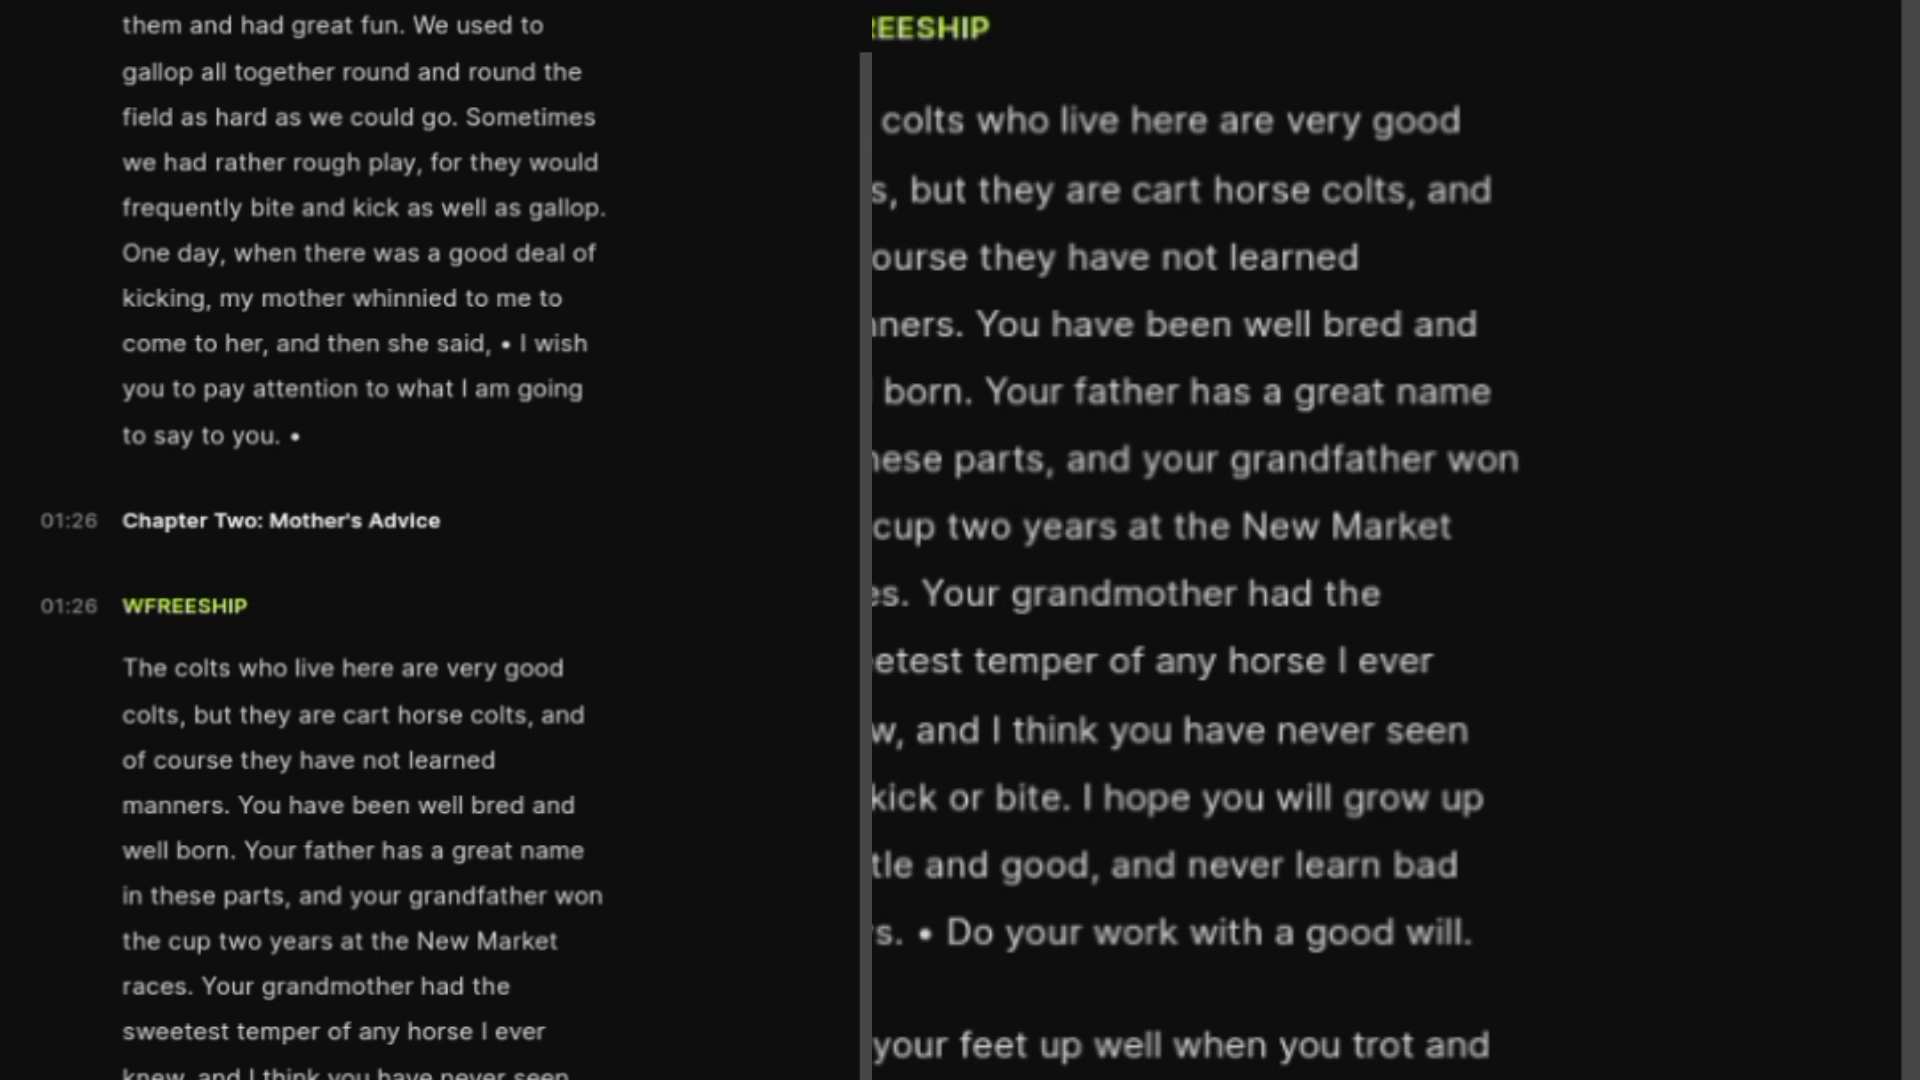 them and had great fun. We used to
gallop all together round and round the
field as hard as we could go. Sometimes
we had rather rough play, for they would
frequently bite and kick as well as gallop.
One day, when there was a good deal of
kicking, my mother whinnied to me to
come to her, and then she said, • I wish
you to pay attention to what I am going
to say to you. •
01:26 Chapter Two: Mother's Advice
01:26 WFREESHIP
The colts who live here are very good
colts, but they are cart horse colts, and
of course they have not learned
manners. You have been well bred and
well born. Your father has a great name
in these parts, and your grandfather won
the cup two years at the New Market
races. Your grandmother had the
sweetest temper of any horse I ever
knew, and I think you have never seen
REESHIP
colts who live here are very good
s, but they are cart horse colts, and
ourse they have not learned
nners. You have been well bred and
born. Your father has a great name
hese parts, and your grandfather won
cup two years at the New Market
es. Your grandmother had the
eetest temper of any horse I ever
w, and I think you have never seen
kick or bite. I hope you will grow up
tle and good, and never learn bad
s. • Do your work with a good will.
your feet up well when you trot and